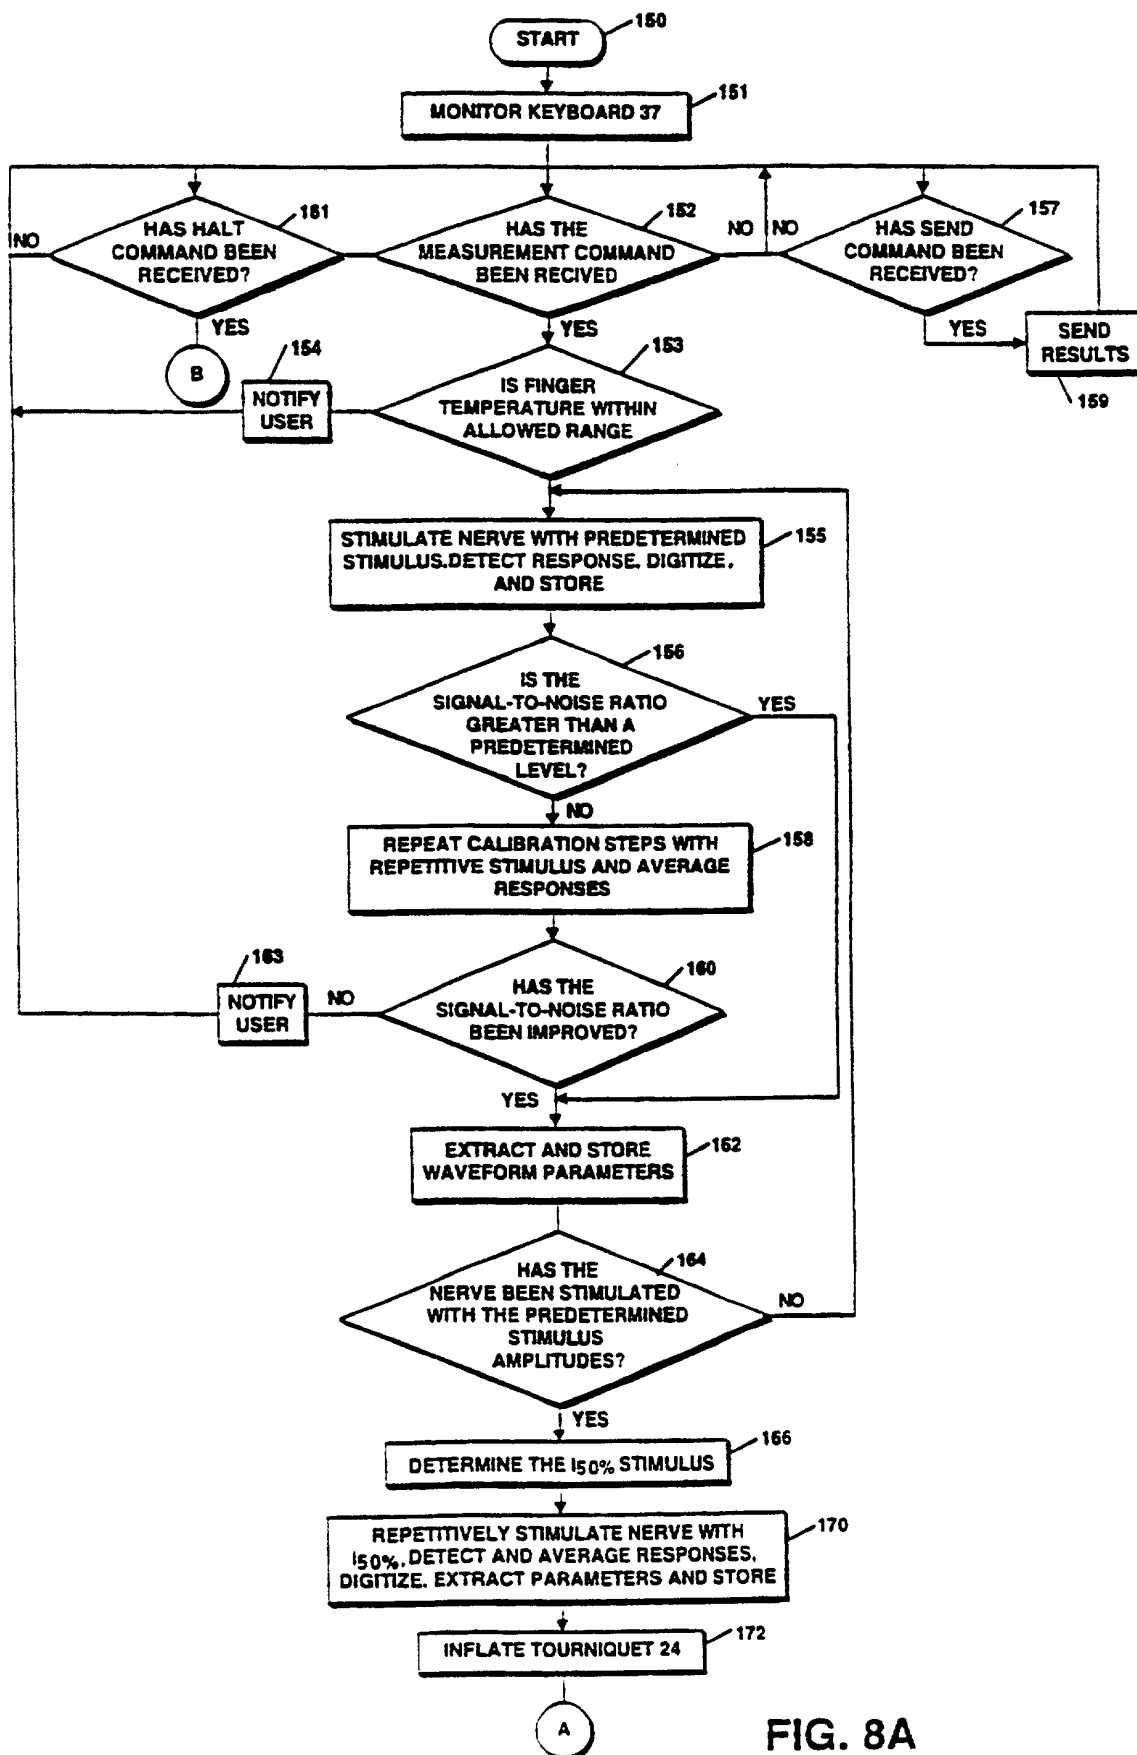 150
START
151
MONITOR KEYBOARD 37
161
HAS HALT
COMMAND BEEN
RECEIVED?
NO
YES
B
152
HAS THE
MEASUREMENT COMMAND
BEEN RECIVED
NO
YES
NO
157
HAS SEND
COMMAND BEEN
RECEIVED?
YES
SEND
RESULTS
159
154
NOTIFY
USER
153
IS FINGER
TEMPERATURE WITHIN
ALLOWED RANGE
STIMULATE NERVE WITH PREDETERMINED
STIMULUS.DETECT RESPONSE. DIGITIZE.
AND STORE
155
156
IS THE
SIGNAL-TO-NOISE RATIO
GREATER THAN A
PREDETERMINED
LEVEL?
YES
NO
REPEAT CALIBRATION STEPS WITH
REPETITIVE STIMULUS AND AVERAGE
RESPONSES
158
163
NOTIFY
USER
NO
160
HAS THE
SIGNAL-TO-NOISE RATIO
BEEN IMPROVED?
YES
EXTRACT AND STORE
WAVEFORM PARAMETERS
162
164
HAS THE
NERVE BEEN STIMULATED
WITH THE PREDETERMINED
STIMULUS
AMPLITUDES?
NO
YES
166
DETERMINE THE I50% STIMULUS
170
REPETITIVELY STIMULATE NERVE WITH
I50%. DETECT AND AVERAGE RESPONSES.
DIGITIZE. EXTRACT PARAMETERS AND STORE
172
INFLATE TOURNIQUET 24
A
FIG. 8A